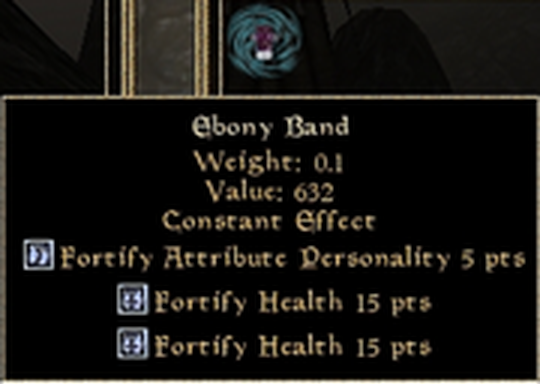 Ebony Band
Weight: 0.1
Value: 632
Constant Effect
Fortify Attribute Personality 5 pts
Fortify Health 15 pts
Fortify Health 15 pts